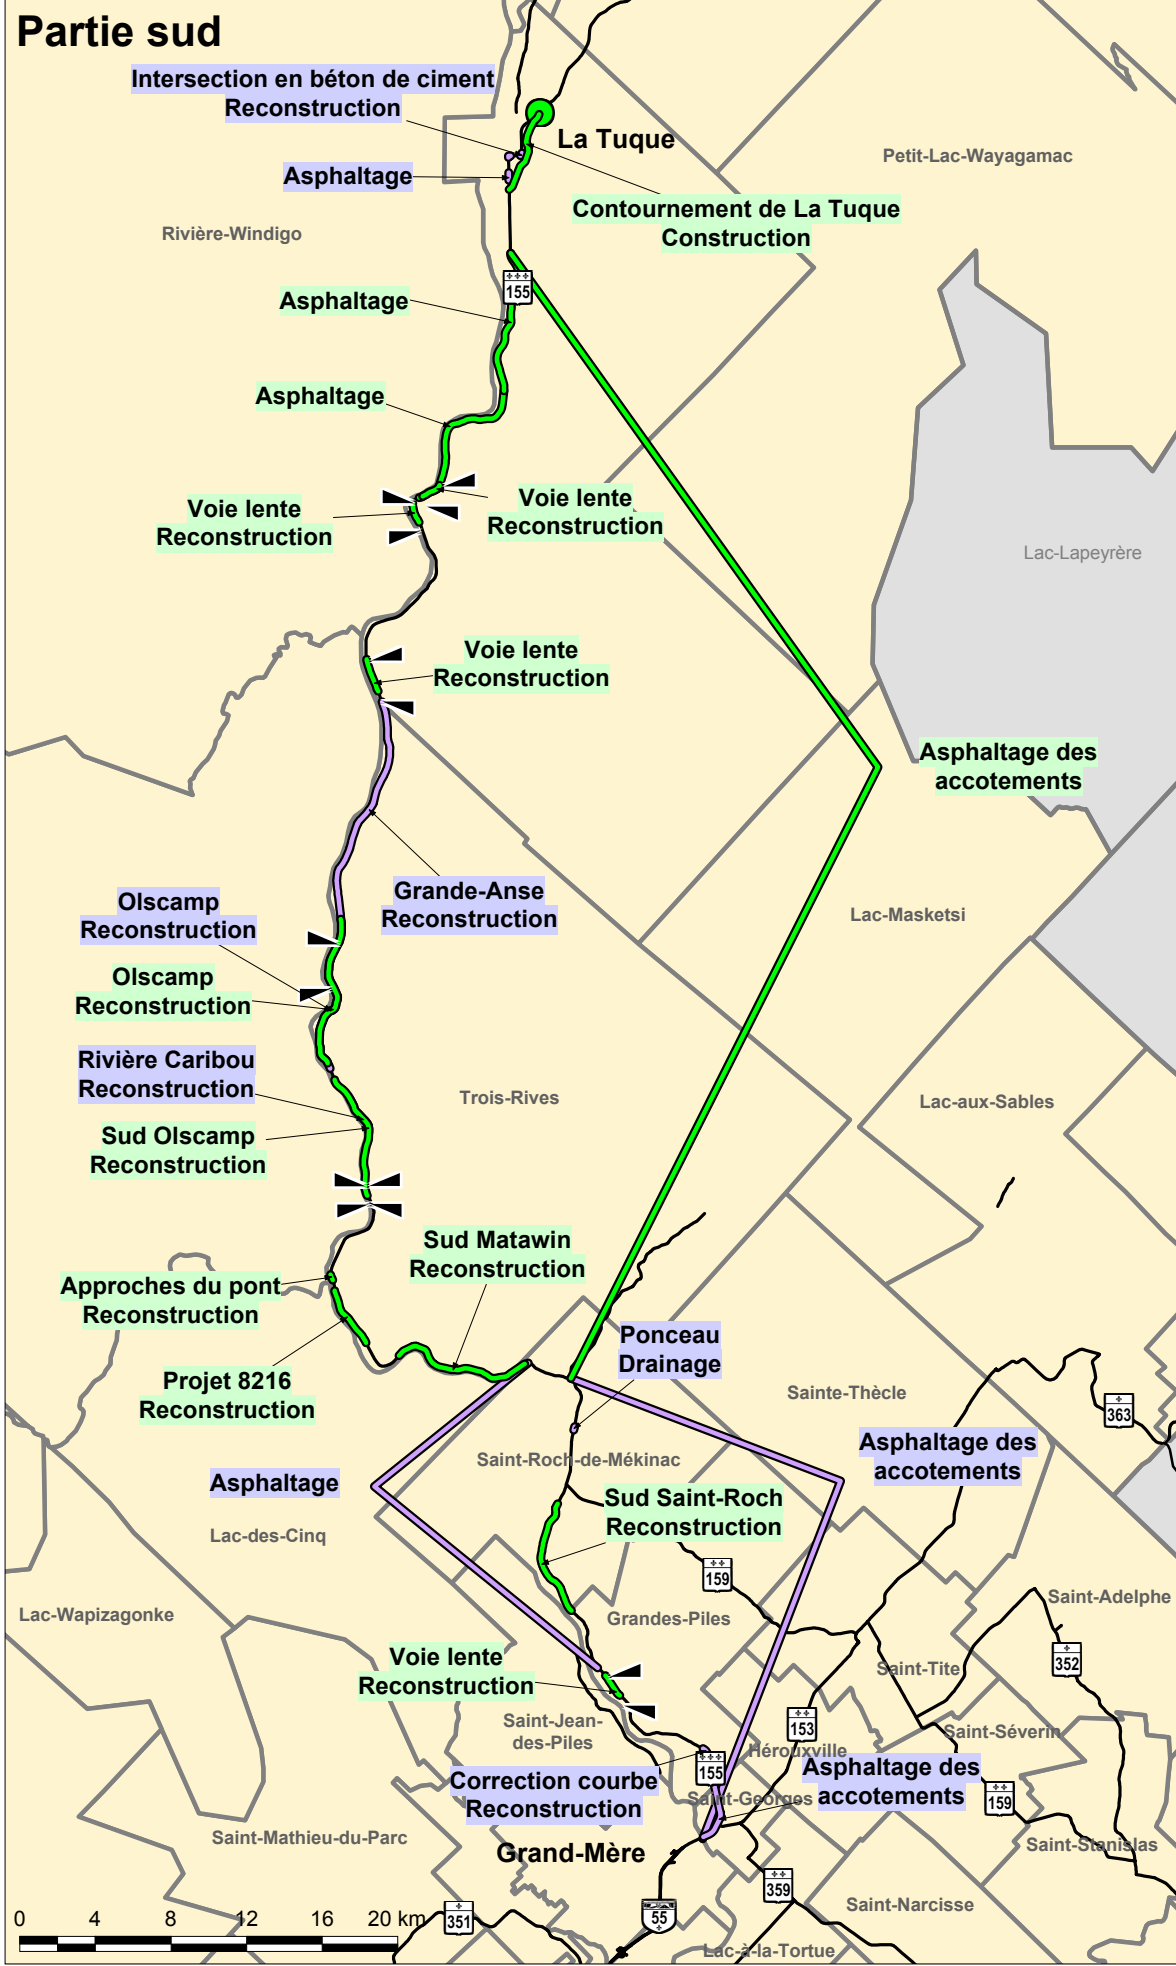 Partie sud
Intersection en béton de ciment
Reconstruction
La Tuque
Petit-Lac-Wayagamac
Asphaltage
Contournement de La Tuque
Construction
Rivière-Windigo
155
Asphaltage
Asphaltage
Voie lente
Reconstruction
Voie lente
Reconstruction
Lac-Lapeyrère
Voie lente
Reconstruction
Asphaltage des
accotements
Grande-Anse
Reconstruction
Olscamp
Reconstruction
Lac-Masketsi
Olscamp
Reconstruction
Rivière Caribou
Reconstruction
Trois-Rives
Lac-aux-Sables
Sud Olscamp
Reconstruction
Sud Matawin
Reconstruction
Approches du pont
Reconstruction
Ponceau
Drainage
Projet 8216
Reconstruction
Sainte-Thècle
363
Asphaltage des
accotements
Saint-Roch-de-Mékinac
Asphaltage
Sud Saint-Roch
Reconstruction
Lac-des-Cinq
159
Saint-Adelphe
Lac-Wapizagonke
Grandes-Piles
Voie lente
Reconstruction
Saint-Tite
352
Saint-Jean-
des-Piles
153
Saint-Séverin
Hérouxville
155
Asphaltage des
accotements
Correction courbe
Reconstruction
Saint-Georges
159
Saint-Mathieu-du-Parc
Grand-Mère
Saint-Stanislas
359
Saint-Narcisse
55
351
0 4 8 12 16 20 km
Lac-à-la-Tortue